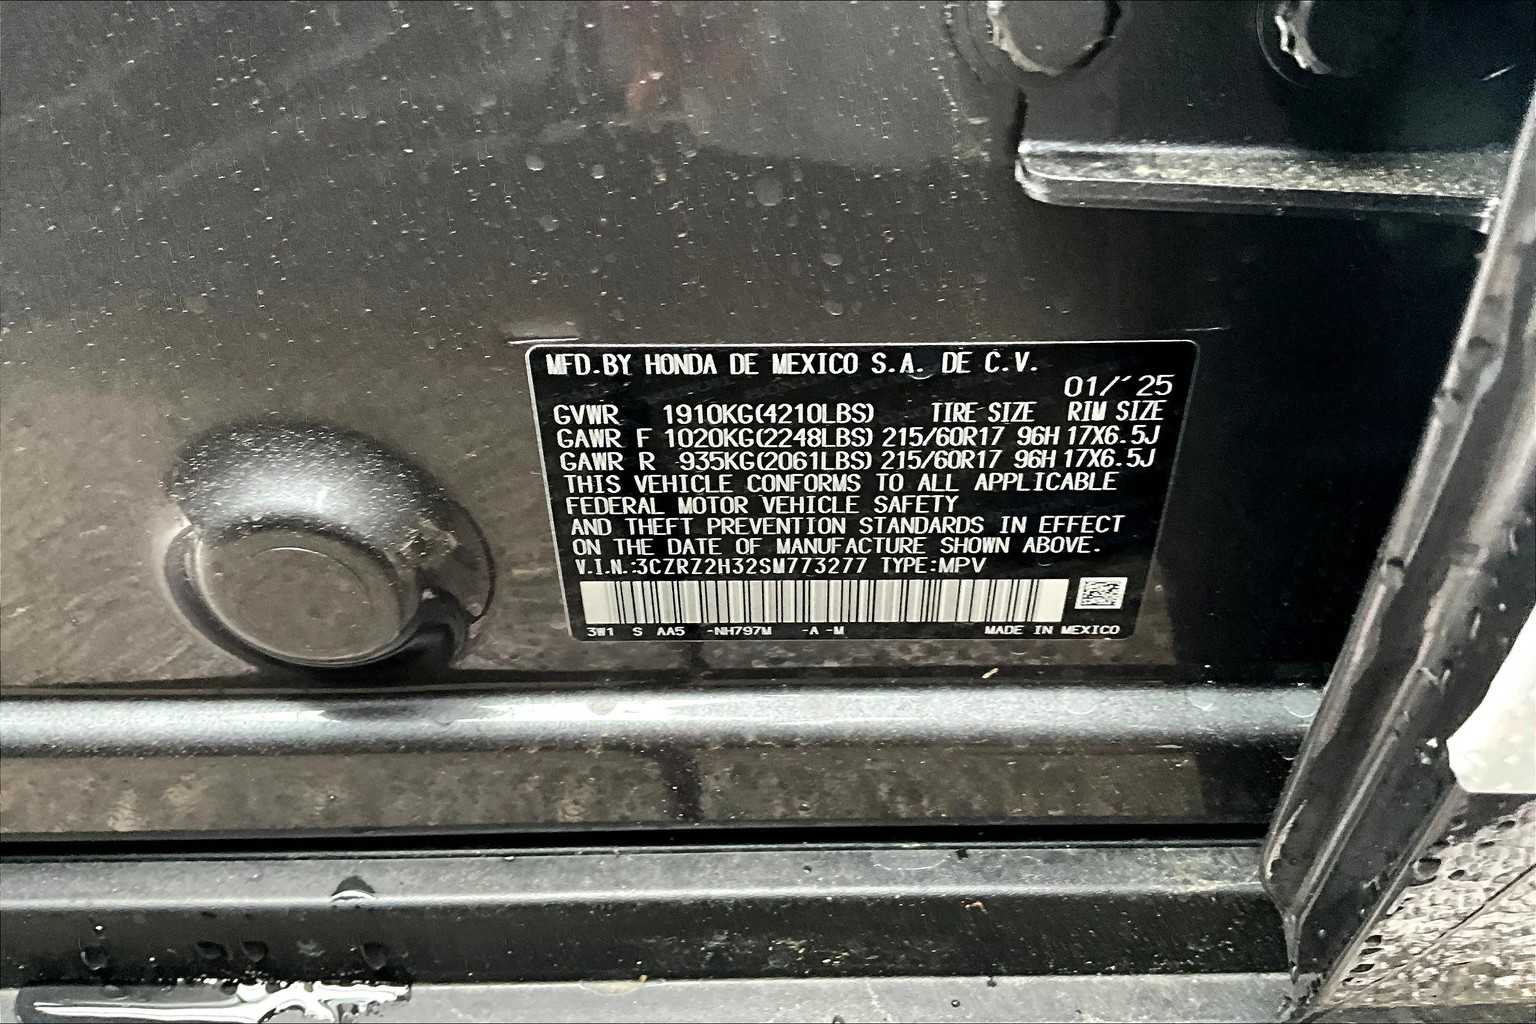 MFD.BY HONDA DE MEXICO S.A. DE C.V.
01/'25
GVWR 1910KG(4210LBS) TIRE SIZE RIM SIZE
GAWR F 1020KG(2248LBS) 215/60R17 96H 17X6.5J
GAWR R 935KG(2061LBS) 215/60R17 96H 17X6.5J
THIS VEHICLE CONFORMS TO ALL APPLICABLE
FEDERAL MOTOR VEHICLE SAFETY
AND THEFT PREVENTION STANDARDS IN EFFECT
ON THE DATE OF MANUFACTURE SHOWN ABOVE.
V.I.N.:3CZRZ2H32SM773277 TYPE:MPV
3W1 S AA5 -NH797M -A -M MADE IN MEXICO